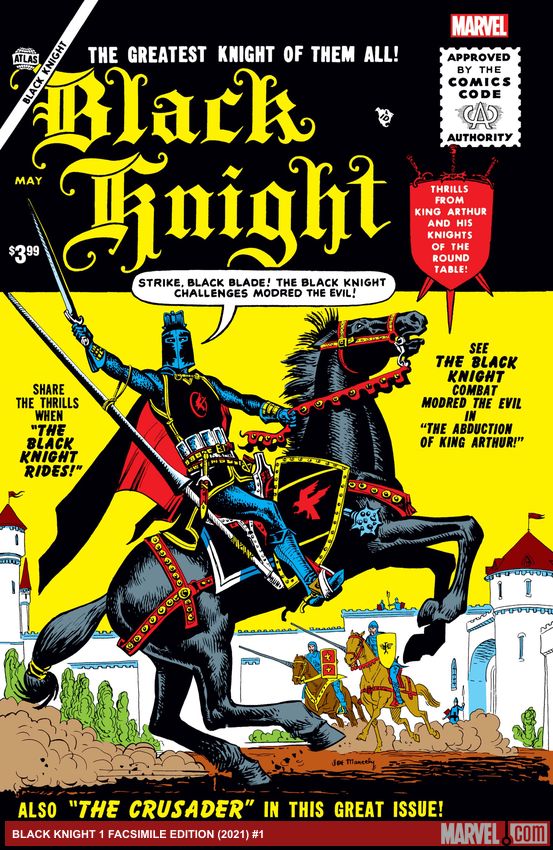 MARVEL
ATLAS
BLACK KNIGHT
THE GREATEST KNIGHT OF THEM ALL!
Black
Knight
MAY
$3.99
APPROVED
BY THE
COMICS
CODE
CA
AUTHORITY
THRILLS
FROM
KING ARTHUR
AND HIS
KNIGHTS
OF THE
ROUND
TABLE!
STRIKE, BLACK BLADE! THE BLACK KNIGHT
CHALLENGES MODRED THE EVIL!
SHARE
THE THRILLS
WHEN
"THE
BLACK
KNIGHT
RIDES!"
SEE
THE BLACK
KNIGHT
COMBAT
MODRED THE EVIL
IN
"THE ABDUCTION
OF KING ARTHUR!"
Joe Maneely
ALSO "THE CRUSADER" IN THIS GREAT ISSUE!
BLACK KNIGHT 1 FACSIMILE EDITION (2021) #1
MARVEL.com